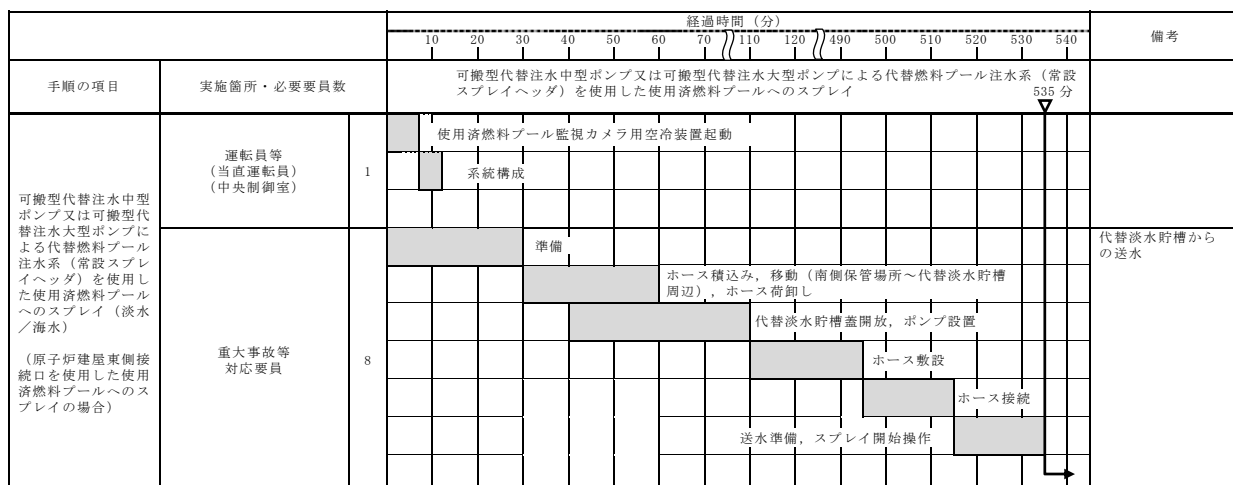 経過時間（分）
10 20 30 40 50 60 70 110 120 490 500 510 520 530 540
備考
手順の項目
実施箇所・必要要員数
可搬型代替注水中型ポンプ又は可搬型代替注水大型ポンプによる代替燃料プール注水系（常設
スプレイヘッダ）を使用した使用済燃料プールへのスプレイ
535 分
可搬型代替注水中型
ポンプ又は可搬型代
替注水大型ポンプに
よる代替燃料プール
注水系（常設スプレ
イヘッダ）を使用し
た使用済燃料プール
へのスプレイ（淡水
／海水）
（原子炉建屋東側接
続口を使用した使用
済燃料プールへのス
プレイの場合）
運転員等
（当直運転員）
（中央制御室）
1
使用済燃料プール監視カメラ用空冷装置起動
系統構成
重大事故等
対応要員
8
準備
ホース積込み，移動（南側保管場所～代替淡水貯槽
周辺），ホース荷卸し
代替淡水貯槽蓋開放，ポンプ設置
ホース敷設
ホース接続
送水準備，スプレイ開始操作
代替淡水貯槽から
の送水